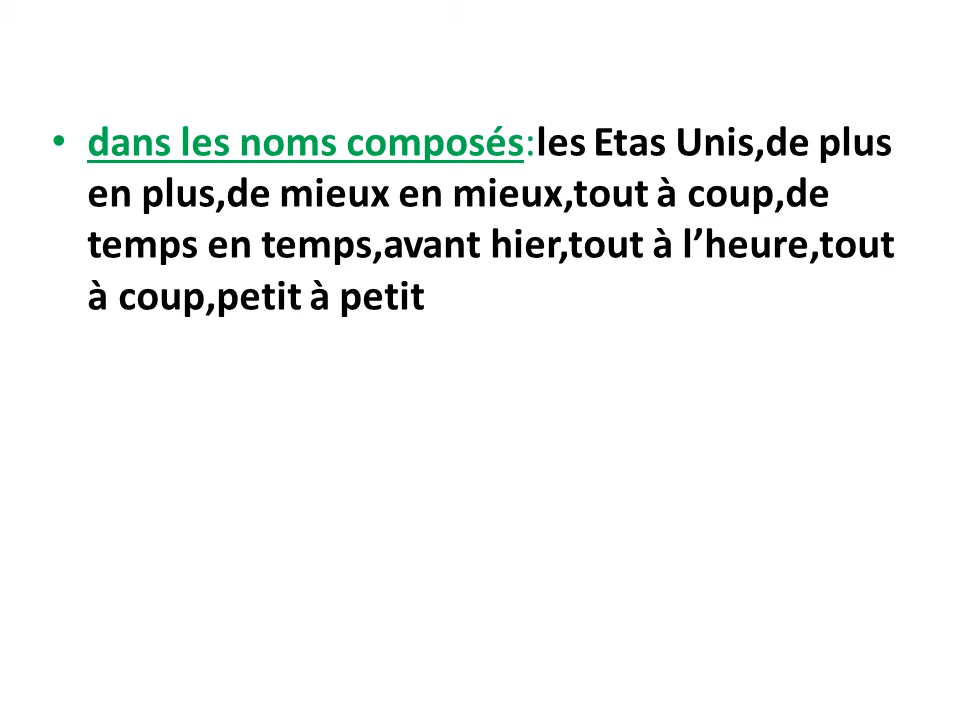 • dans les noms composés:les Etas Unis,de plus
en plus,de mieux en mieux,tout à coup,de
temps en temps,avant hier,tout à l’heure,tout
à coup,petit à petit